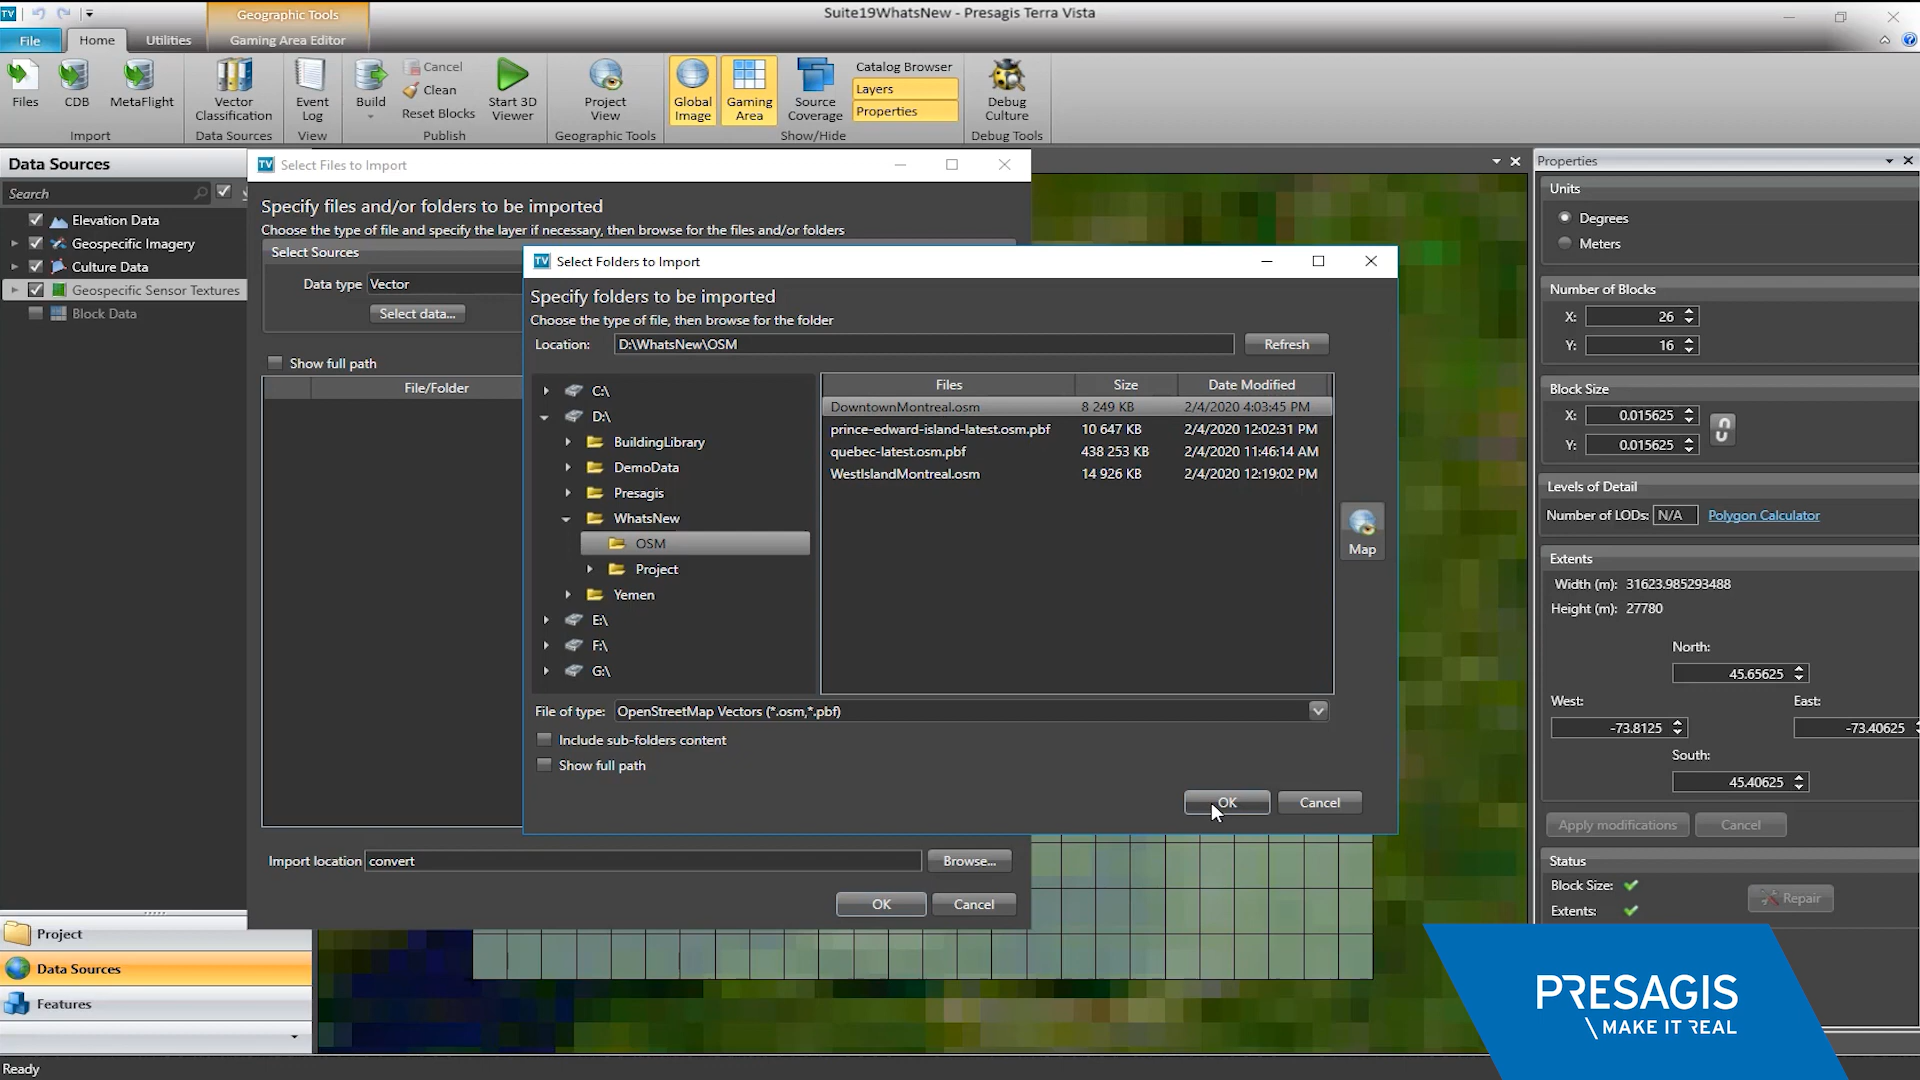 TV
Geographic Tools
Suite19WhatsNew - Presagis Terra Vista
File
Home
Utilities
Gaming Area Editor
Files
CDB
MetaFlight
Import
Vector
Classification
Data Sources
Event
Log
View
Build
Cancel
Clean
Reset Blocks
Start 3D
Viewer
Publish
Project
View
Geographic Tools
Global
Image
Gaming
Area
Source
Coverage
Catalog Browser
Layers
Properties
Show/Hide
Debug
Culture
Debug Tools
Data Sources
Search
Elevation Data
Geospecific Imagery
Culture Data
Geospecific Sensor Textures
Block Data
Project
Data Sources
Features
Ready
TV Select Files to Import
Specify files and/or folders to be imported
Choose the type of file and specify the layer if necessary, then browse for the files and/or folders
Select Sources
Data type Vector
Select data...
Show full path
File/Folder
Import location convert
Browse...
OK
Cancel
TV Select Folders to Import
Specify folders to be imported
Choose the type of file, then browse for the folder
Location: D:\WhatsNew\OSM
Refresh
C:\
D:\
BuildingLibrary
DemoData
Presagis
WhatsNew
OSM
Project
Yemen
E:\
F:\
G:\
Files Size Date Modified
DowntownMontreal.osm 8 249 KB 2/4/2020 4:03:45 PM
prince-edward-island-latest.osm.pbf 10 647 KB 2/4/2020 12:02:31 PM
quebec-latest.osm.pbf 438 253 KB 2/4/2020 11:46:14 AM
WestIslandMontreal.osm 14 926 KB 2/4/2020 12:19:02 PM
Map
File of type: OpenStreetMap Vectors (*.osm,*.pbf)
Include sub-folders content
Show full path
OK
Cancel
Properties
Units
Degrees
Meters
Number of Blocks
X: 26
Y: 16
Block Size
X: 0.015625
Y: 0.015625
Levels of Detail
Number of LODs: N/A Polygon Calculator
Extents
Width (m): 31623.985293488
Height (m): 27780
North:
45.65625
West: East:
-73.8125 -73.40625
South:
45.40625
Apply modifications Cancel
Status
Block Size:
Repair
Extents:
PRESAGIS
\ MAKE IT REAL